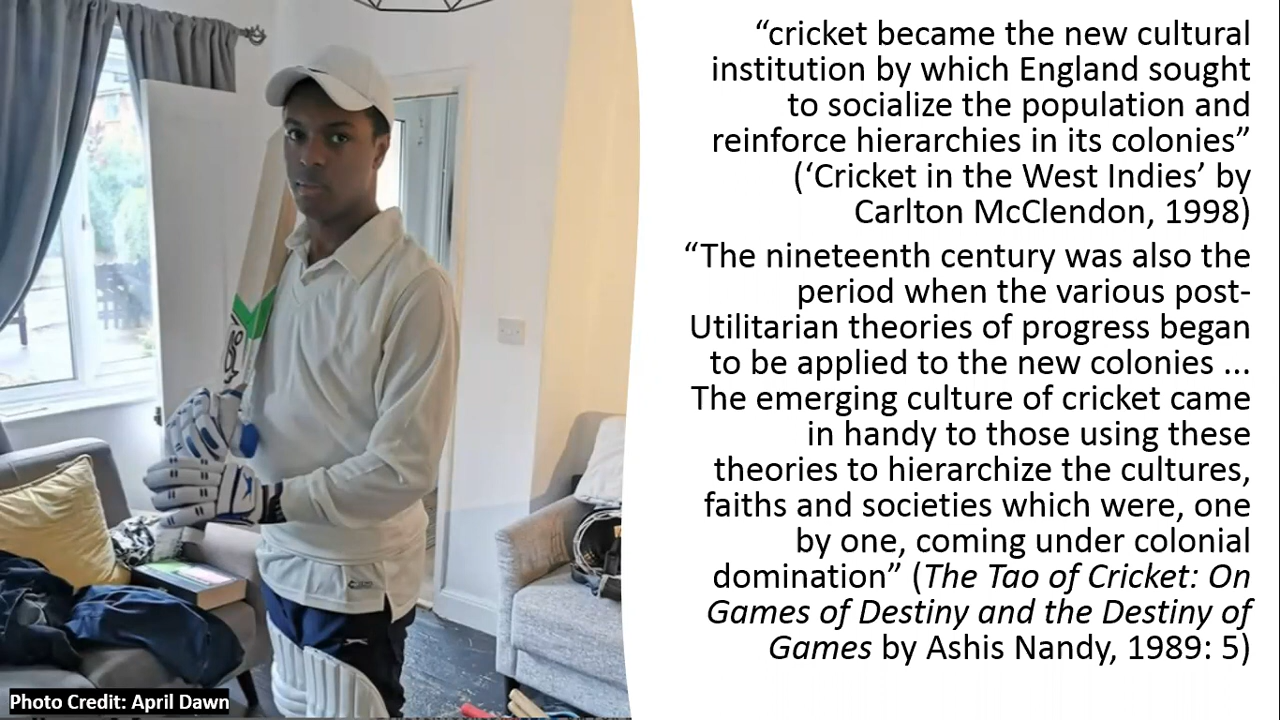 “cricket became the new cultural
institution by which England sought
to socialize the population and
reinforce hierarchies in its colonies”
(‘Cricket in the West Indies’ by
Carlton McClendon, 1998)
“The nineteenth century was also the
period when the various post-
Utilitarian theories of progress began
to be applied to the new colonies ...
The emerging culture of cricket came
in handy to those using these
theories to hierarchize the cultures,
faiths and societies which were, one
by one, coming under colonial
domination” (The Tao of Cricket: On
Games of Destiny and the Destiny of
Games by Ashis Nandy, 1989: 5)
Photo Credit: April Dawn